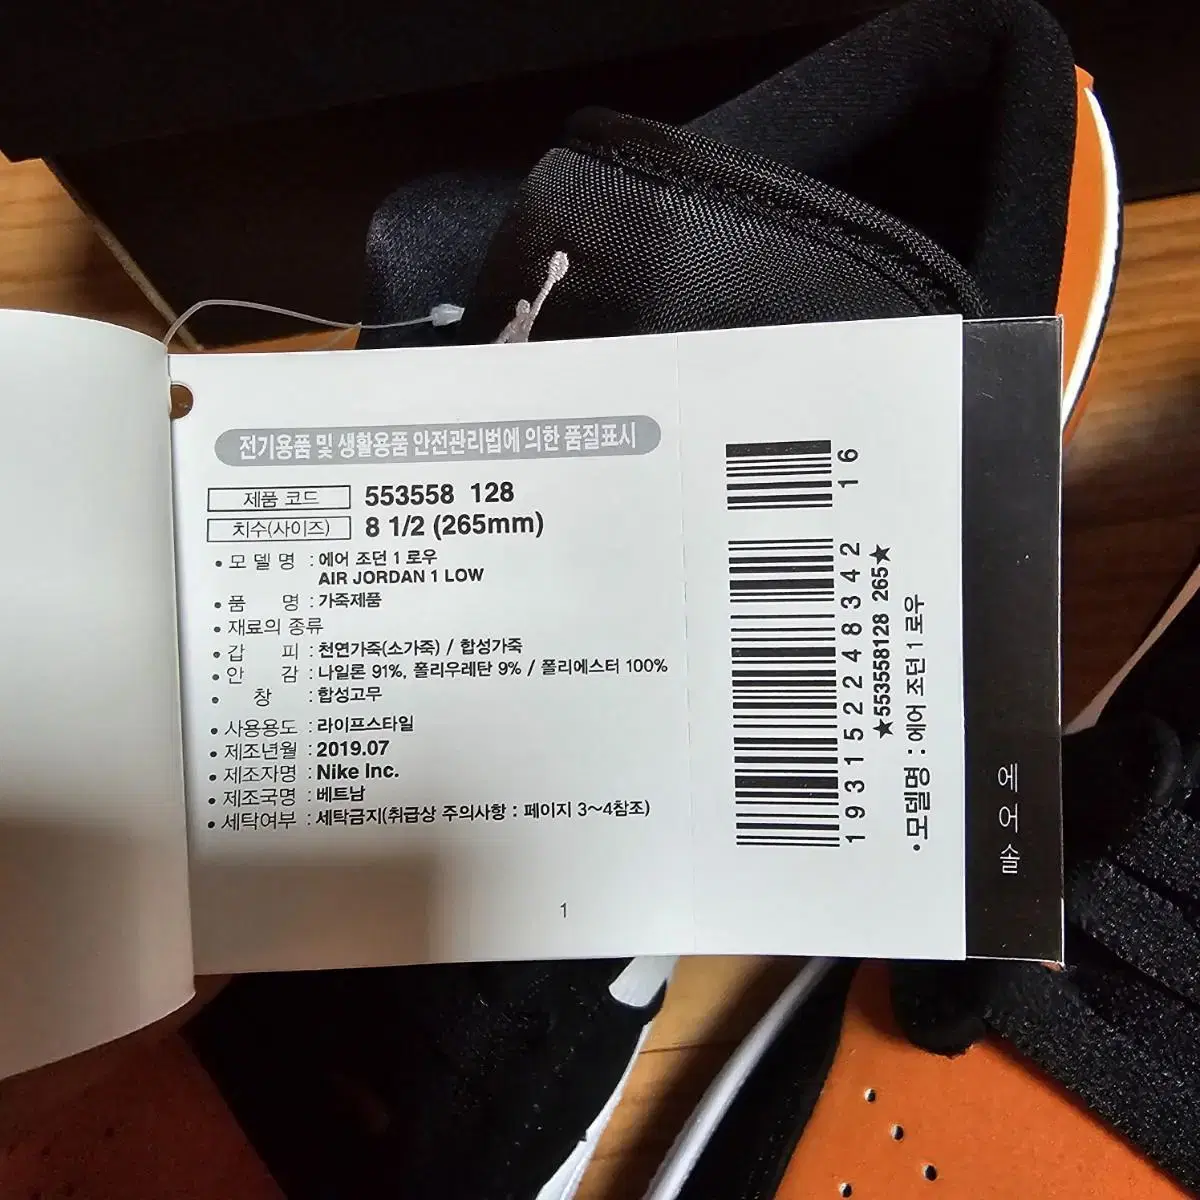 전기용품 및 생활용품 안전관리법에 의한 품질표시
제품 코드 553558 128
치수(사이즈) 8 1/2 (265mm)
• 모 델 명 : 에어 조던 1 로우
AIR JORDAN 1 LOW
• 품 명 : 가죽제품
• 재료의 종류
• 갑 피 : 천연가죽(소가죽) / 합성가죽
• 안 감 : 나일론 91%, 폴리우레탄 9% / 폴리에스터 100%
• 창 : 합성고무
• 사용용도 : 라이프스타일
• 제조년월 : 2019.07
• 제조자명 : Nike Inc.
• 제조국명 : 베트남
• 세탁여부 : 세탁금지(취급상 주의사항 : 페이지 3~4참조)
1
16
193152248342
★553558128 265★
•모델명 : 에어 조던 1 로우
에어솔